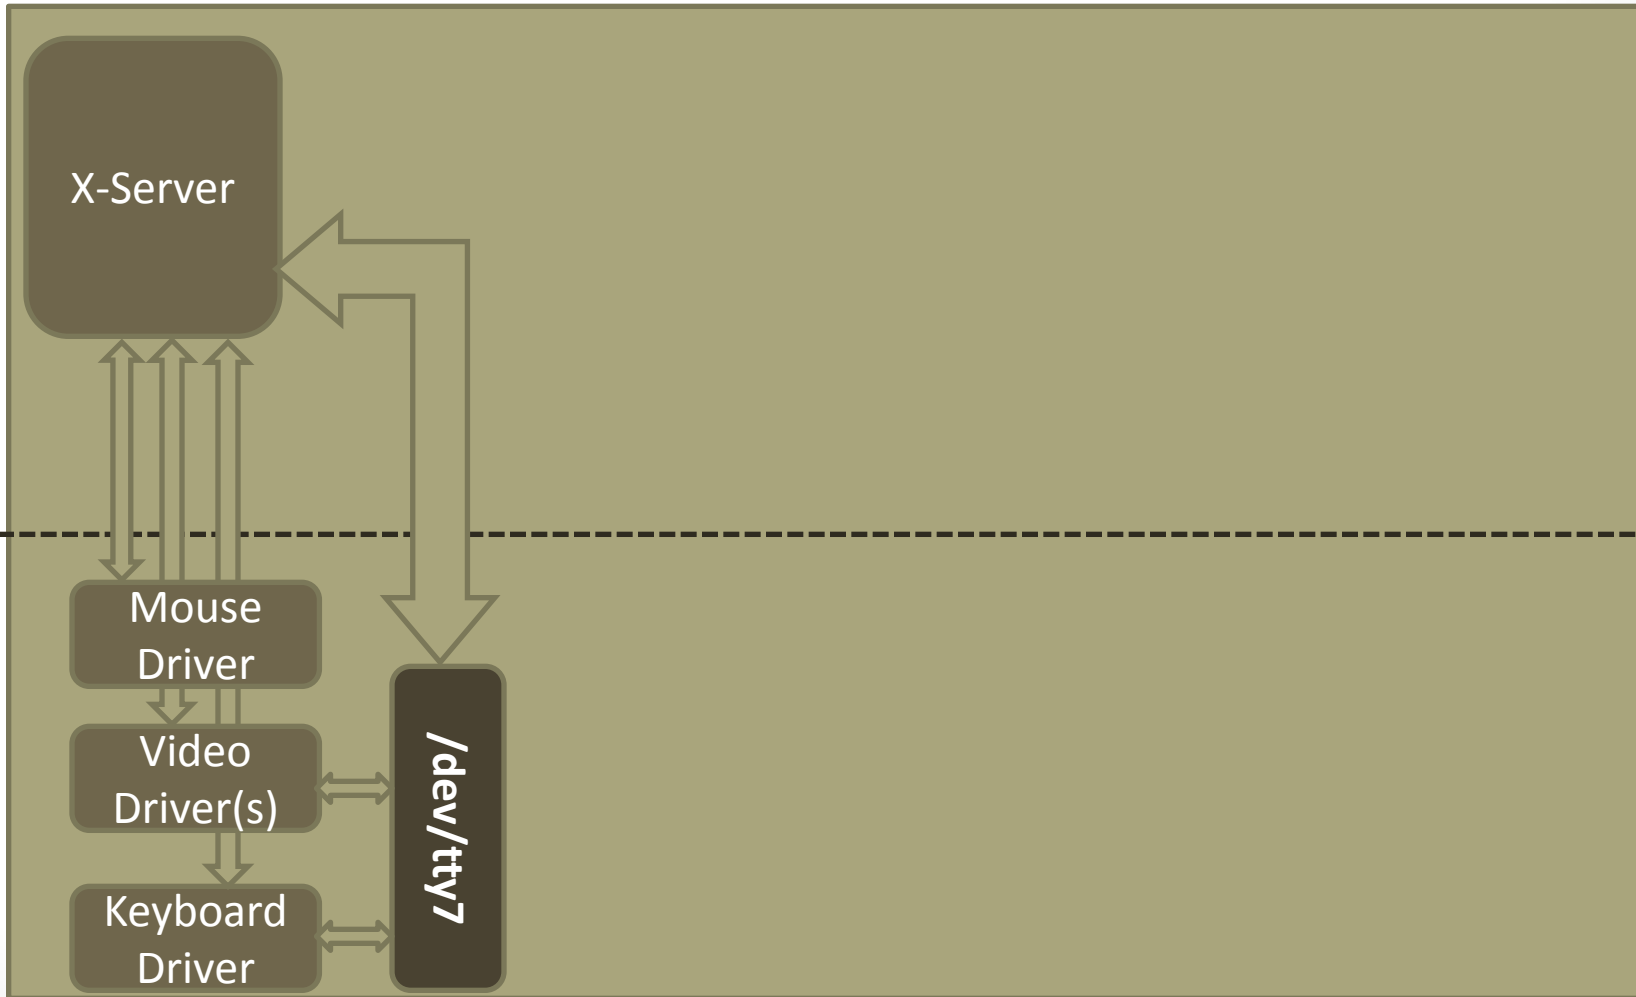 X-Server
Mouse
Driver
Video
Driver(s)
Keyboard
Driver
/dev/tty7